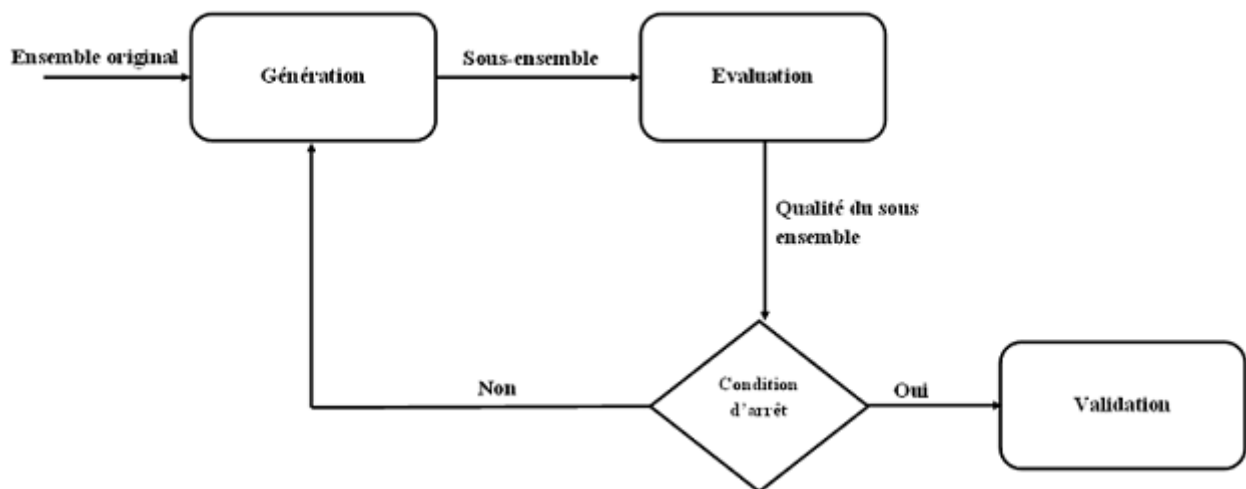 Ensemble original
Génération
Sous-ensemble
Evaluation
Qualité du sous
ensemble
Non
Condition
d'arrêt
Oui
Validation